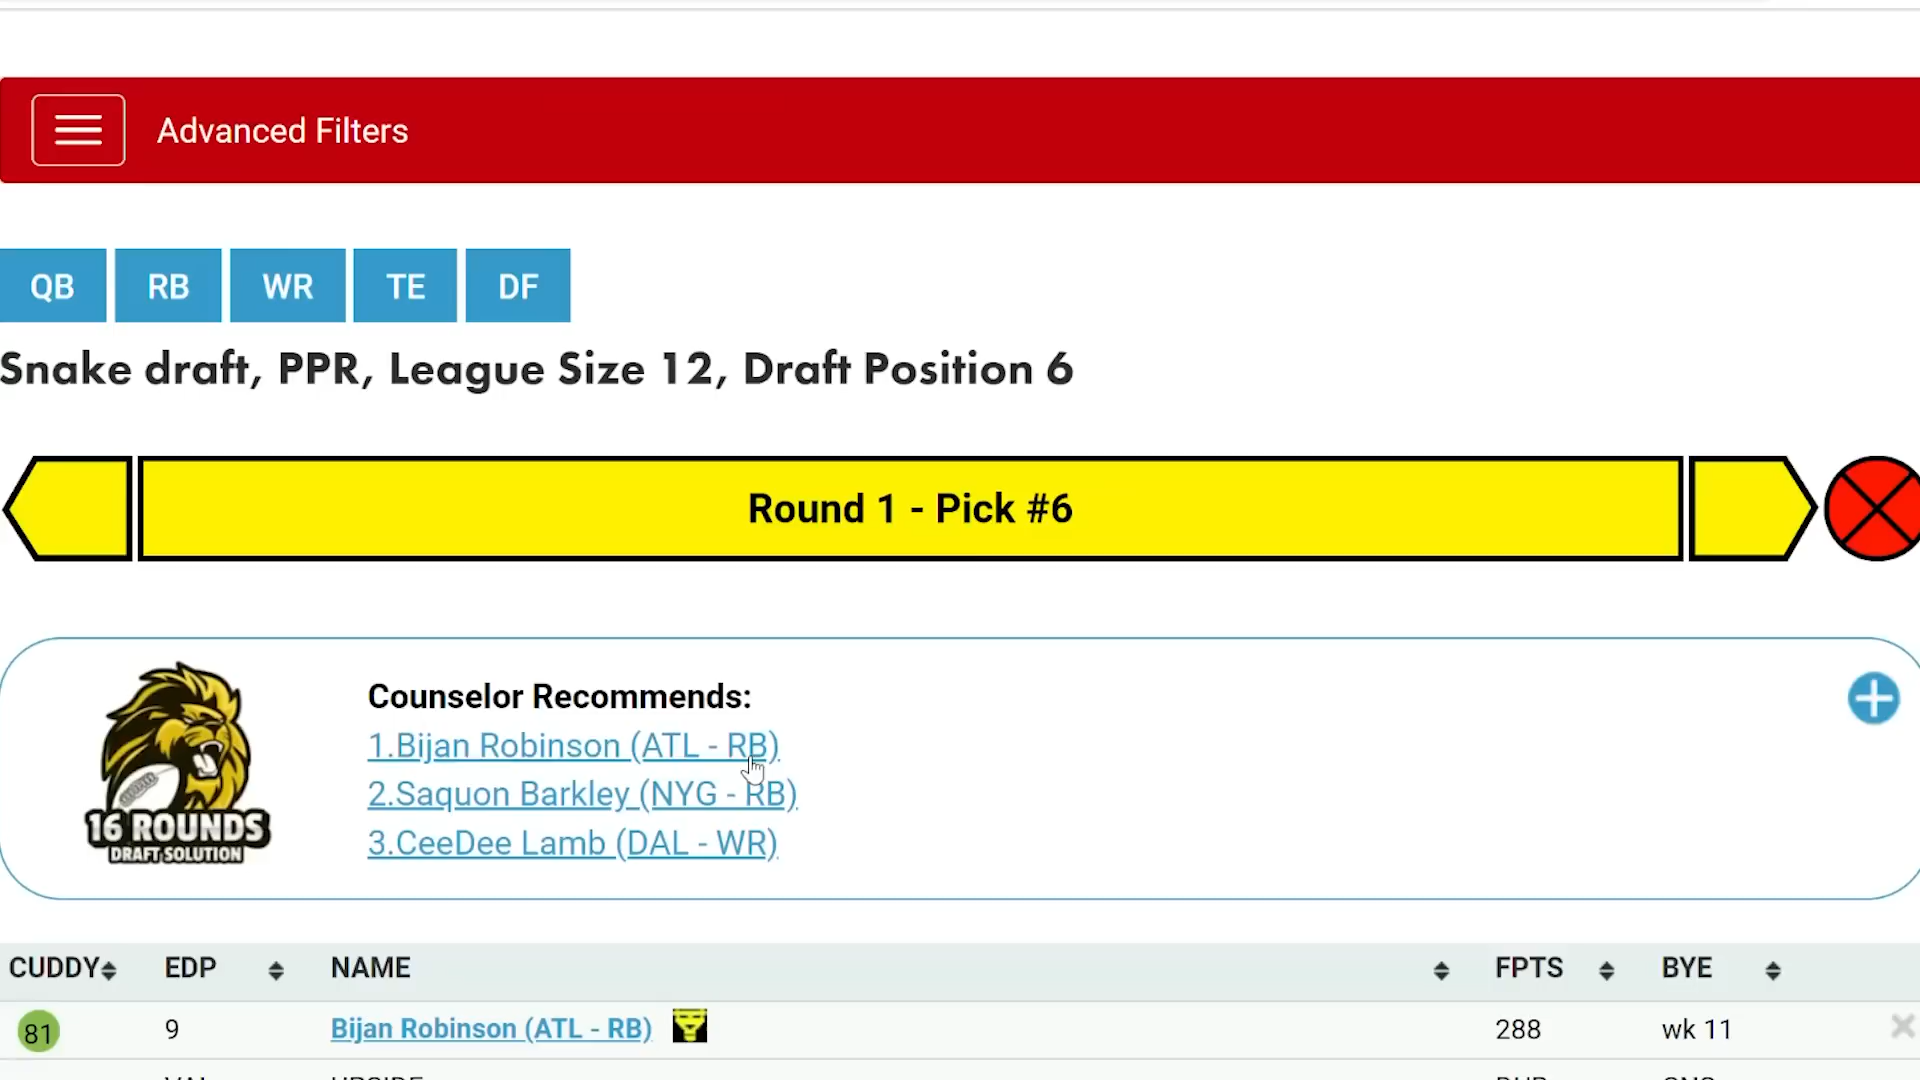 Advanced Filters
QB RB WR TE DF
Snake draft, PPR, League Size 12, Draft Position 6
Round 1 - Pick #6
16 ROUNDS
DRAFT SOLUTION
Counselor Recommends:
1.Bijan Robinson (ATL - RB)
2.Saquon Barkley (NYG - RB)
3.CeeDee Lamb (DAL - WR)
CUDDY EDP NAME FPTS BYE
81 9 Bijan Robinson (ATL - RB) 288 wk 11